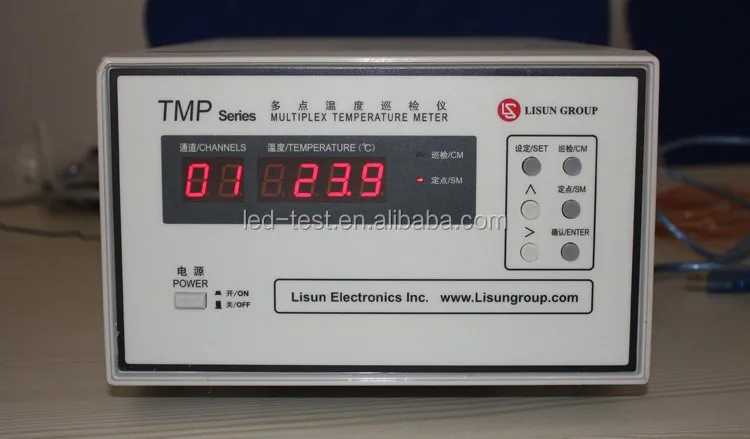 TMP Series
多点温度巡检仪
MULTIPLEX TEMPERATURE METER
LS
LISUN GROUP
通道/CHANNELS
温度/TEMPERATURE (℃)
01
23.9
巡检/CM
定点/SM
设定/SET
巡检/CM
∧
定点/SM
>
确认/ENTER
led-test.en.alibaba.com
电源
POWER
开/ON
关/OFF
Lisun Electronics Inc. www.Lisungroup.com